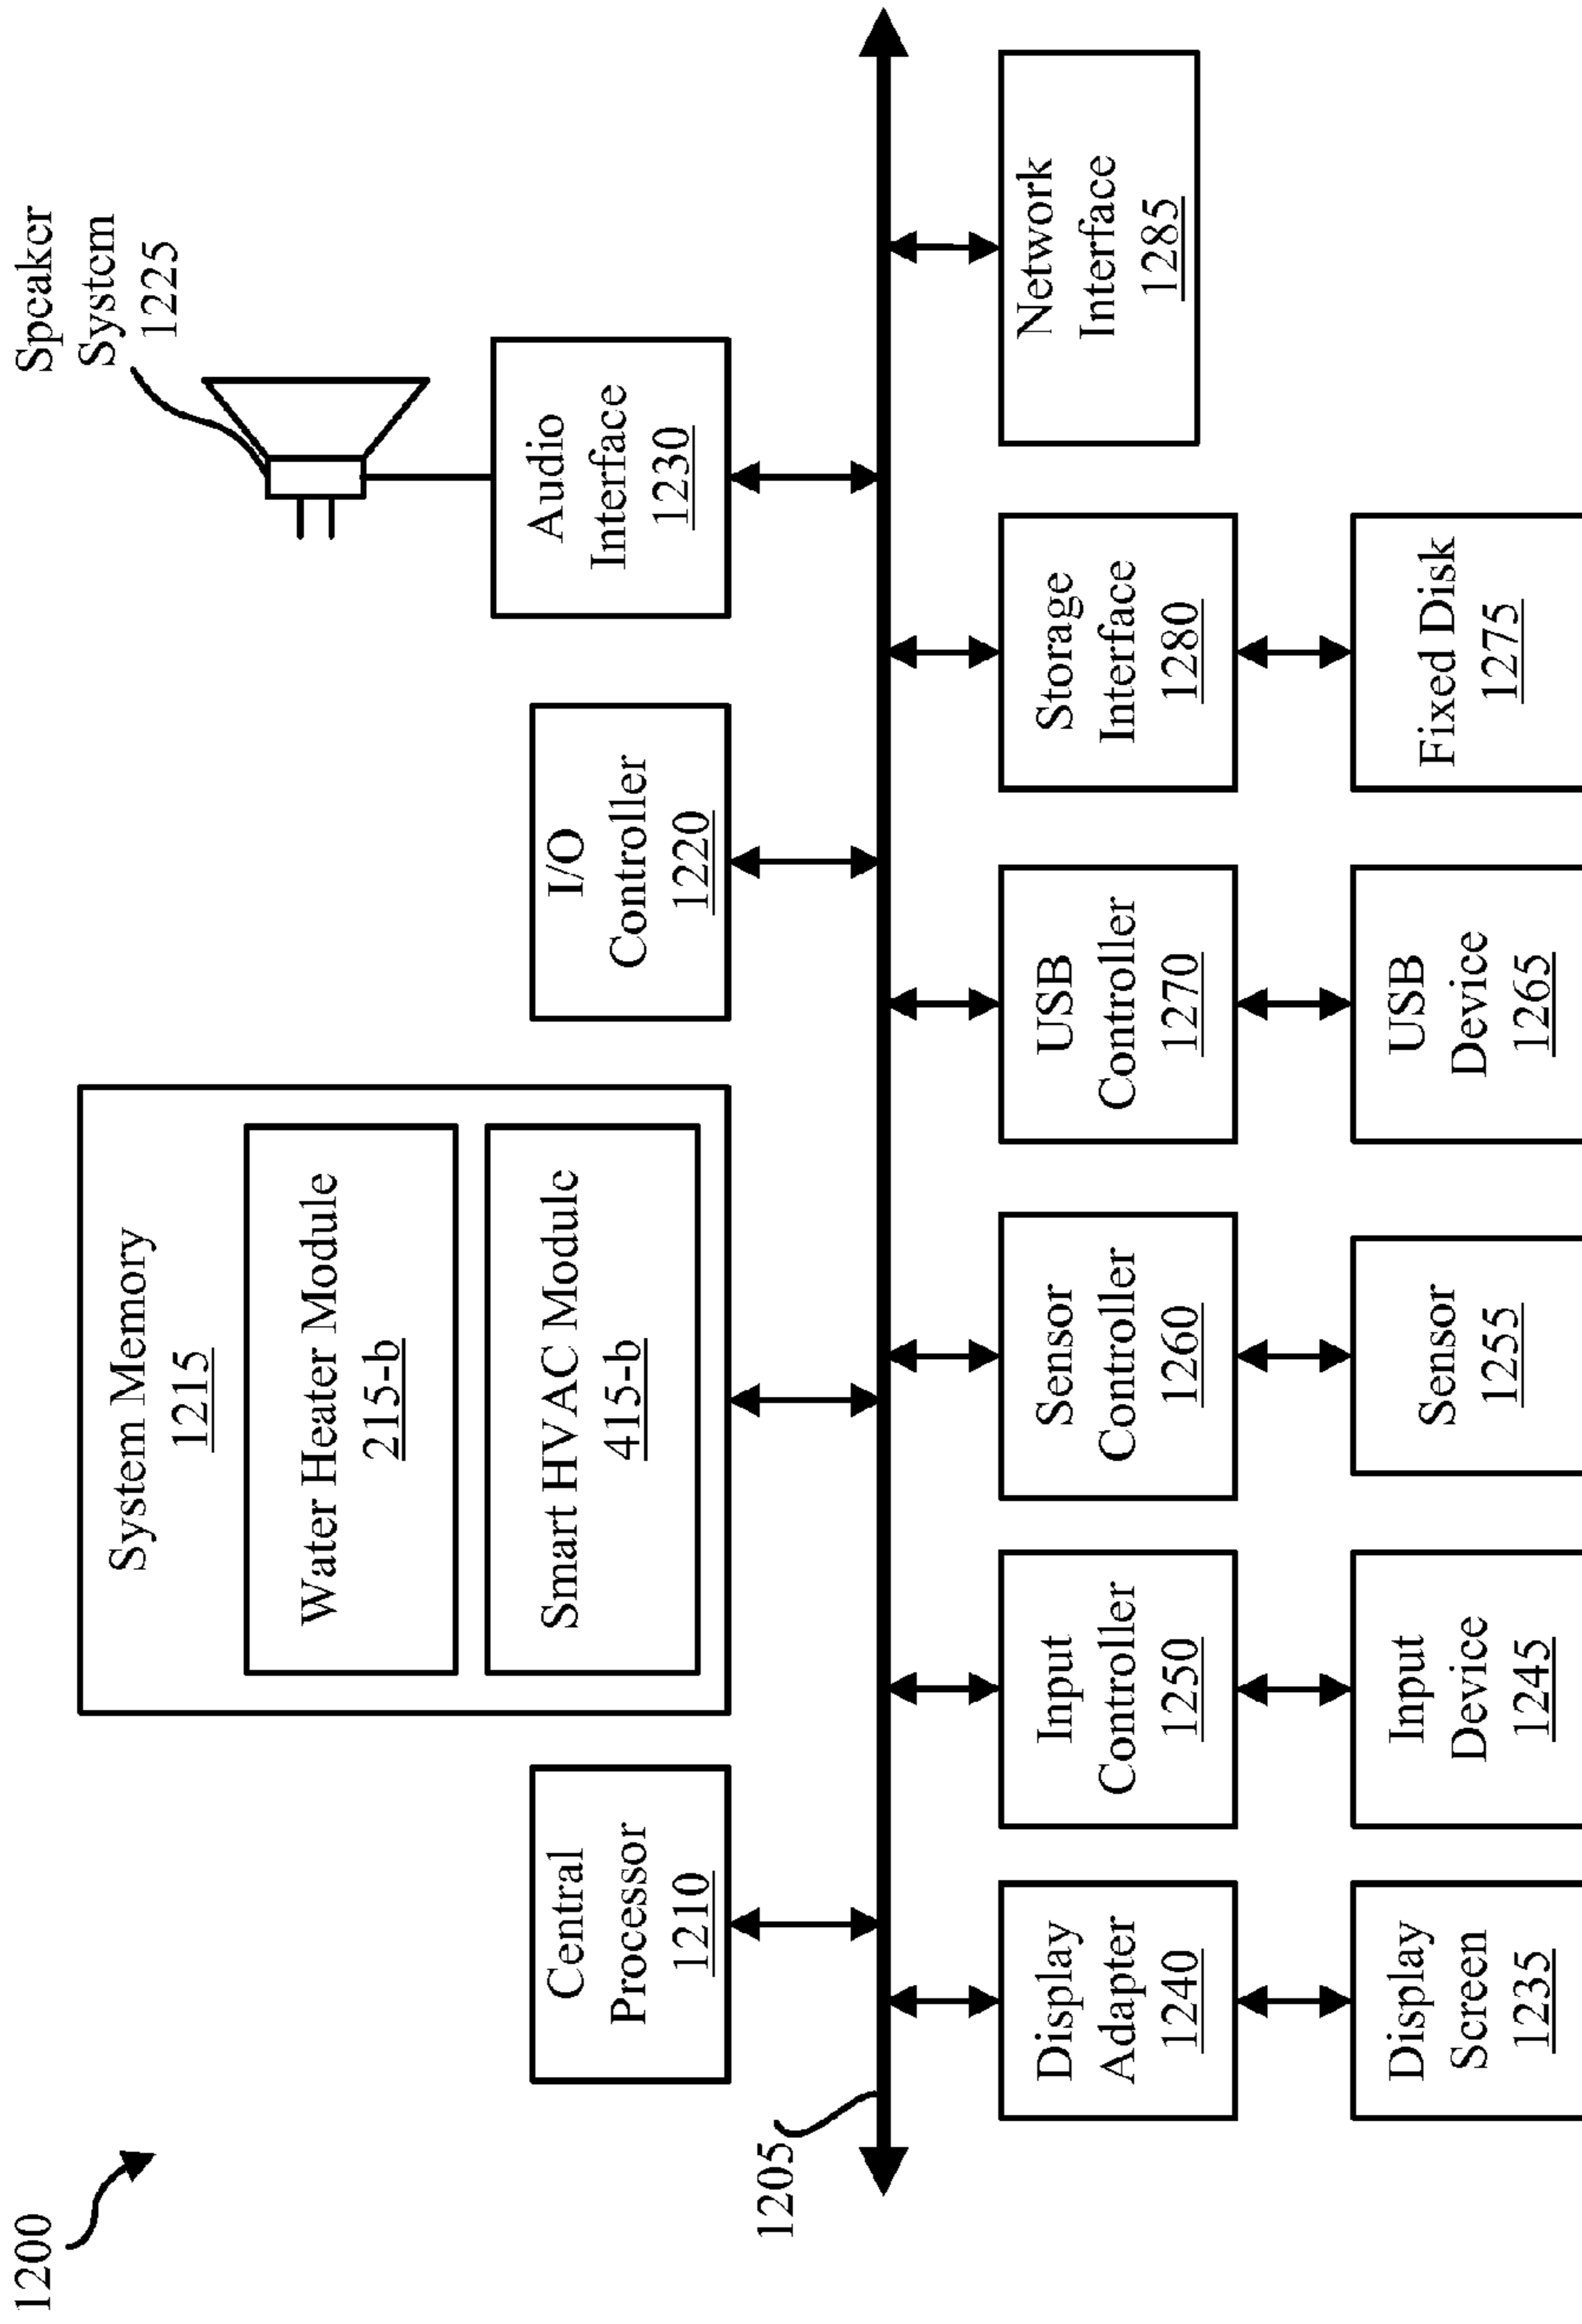 1200
Speaker
System
1225
System Memory
1215
Water Heater Module
215-b
Smart HVAC Module
415-b
Central
Processor
1210
I/O
Controller
1220
Audio
Interface
1230
1205
Display
Adapter
1240
Input
Controller
1250
Sensor
Controller
1260
USB
Controller
1270
Storage
Interface
1280
Network
Interface
1285
Display
Screen
1235
Input
Device
1245
Sensor
1255
USB
Device
1265
Fixed Disk
1275